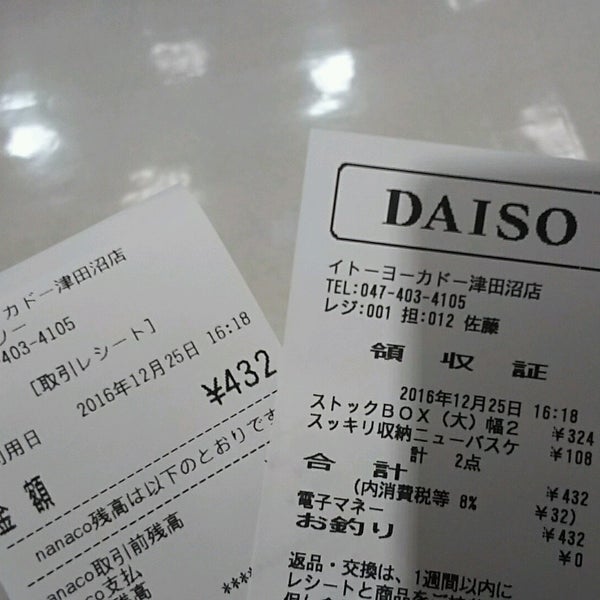 カドー津田沼店
403-4105
[取引レシート]
用日 2016年12月25日 16:18
金額 ¥432
nanaco残高は以下のとおりです
nanaco取引前残高
nanaco支払
残高
DAISO
イトーヨーカドー津田沼店
TEL:047-403-4105
レジ:001 担:012 佐藤
領収証
2016年12月25日 16:18
ストックBOX(大)幅2 ¥324
スッキリ収納ニューバスケ ¥108
計 2点
合計 ¥432
(内消費税等 8% ¥32)
電子マネー ¥432
お釣り ¥0
返品・交換は、1週間以内に
レシートと商品を